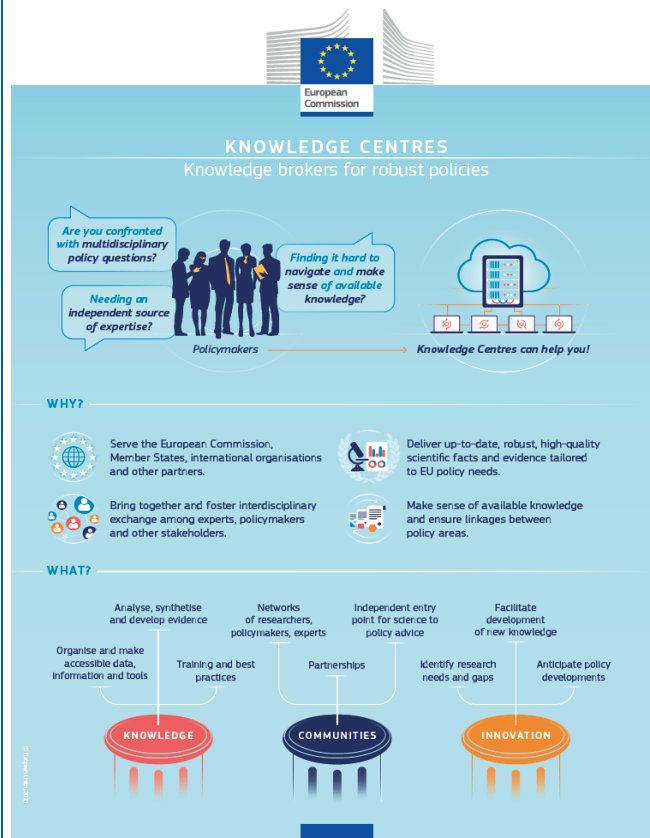 European
Commission
KNOWLEDGE CENTRES
Knowledge brokers for robust policies
Are you confronted
with multidisciplinary
policy questions?
Needing an
independent source
of expertise?
Finding it hard to
navigate and make
sense of available
knowledge?
Policymakers
Knowledge Centres can help you!
WHY?
Serve the European Commission,
Member States, international organisations
and other partners.
Deliver up-to-date, robust, high-quality
scientific facts and evidence tailored
to EU policy needs.
Bring together and foster interdisciplinary
exchange among experts, policymakers
and other stakeholders.
Make sense of available knowledge
and ensure linkages between
policy areas.
WHAT?
Analyse, synthetise
and develop evidence
Organise and make
accessible data,
information and tools
Training and best
practices
KNOWLEDGE
Networks
of researchers,
policymakers, experts
Independent entry
point for science to
policy advice
Partnerships
COMMUNITIES
Facilitate
development
of new knowledge
Identify research
needs and gaps
Anticipate policy
developments
INNOVATION
© European Union, 2020